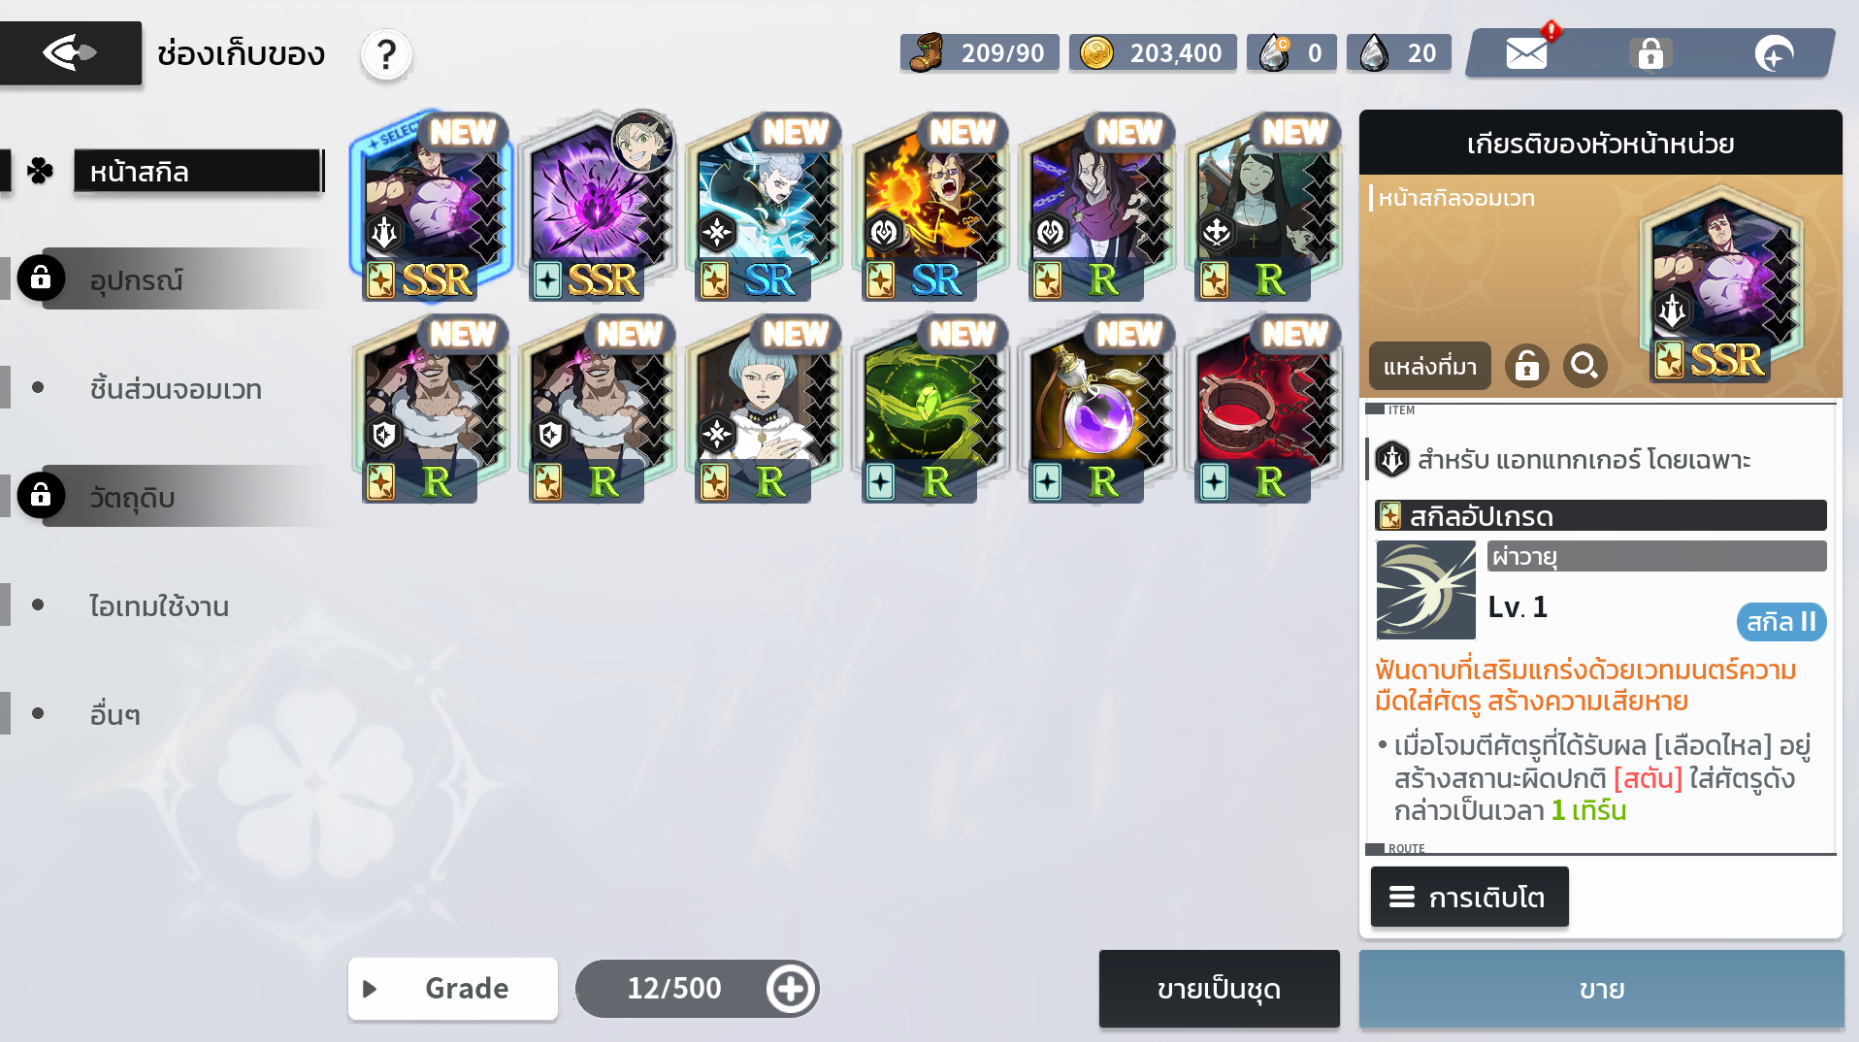 ช่องเก็บของ
?
209/90
203,400
0
20
หน้าสกิล
อุปกรณ์
ชิ้นส่วนจอมเวท
วัตถุดิบ
ไอเทมใช้งาน
อื่นๆ
NEW
SSR
SSR
NEW
SR
NEW
SR
NEW
R
NEW
R
NEW
R
NEW
R
NEW
R
NEW
R
NEW
R
NEW
R
Grade
12/500
ขายเป็นชุด
ขาย
เกียรติของหัวหน้าหน่วย
หน้าสกิลจอมเวท
SSR
แหล่งที่มา
ITEM
สำหรับ แอทแทกเกอร์ โดยเฉพาะ
สกิลอัปเกรด
ผ่าวายุ
Lv. 1
สกิล II
ฟันดาบที่เสริมแกร่งด้วยเวทมนตร์ความ
มืดใส่ศัตรู สร้างความเสียหาย
• เมื่อโจมตีศัตรูที่ได้รับผล [เลือดไหล] อยู่
สร้างสถานะผิดปกติ [สตัน] ใส่ศัตรูดัง
กล่าวเป็นเวลา 1 เทิร์น
ROUTE
การเติบโต